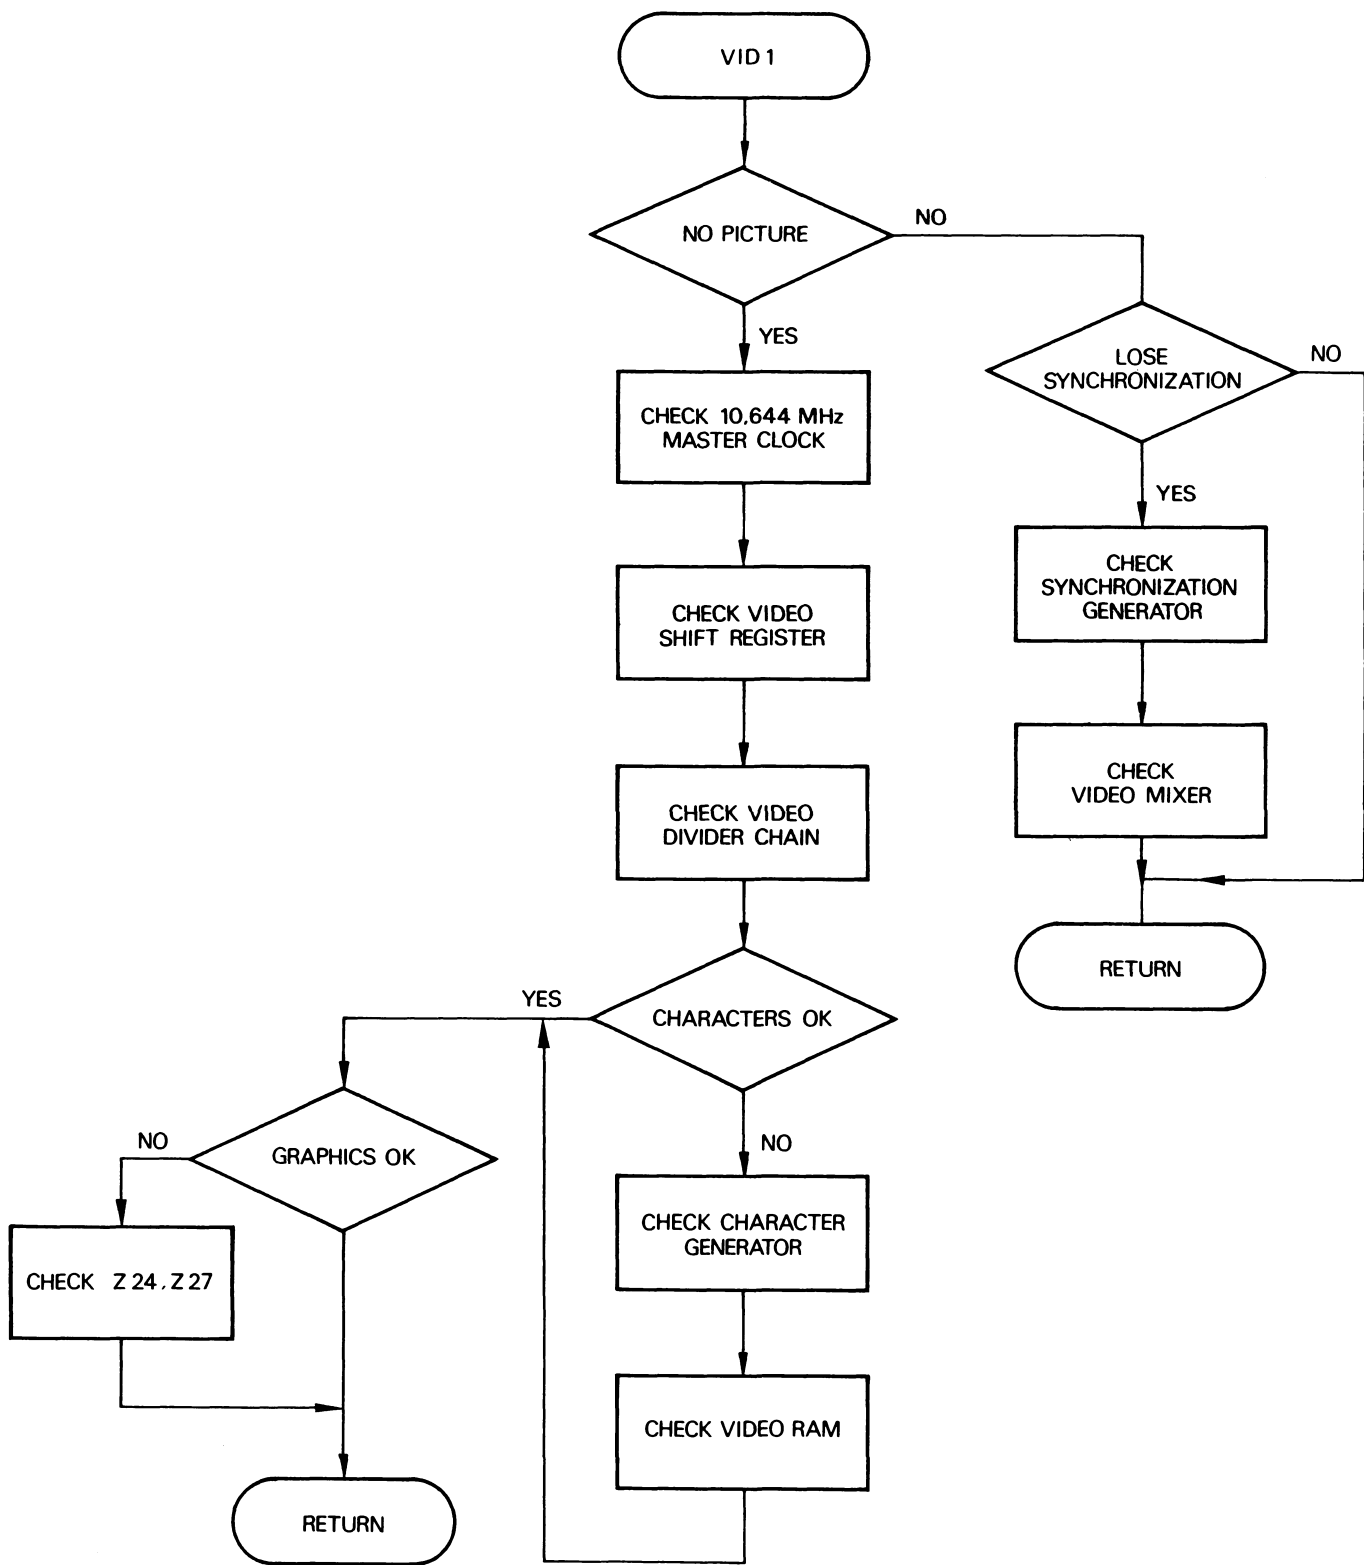 VID 1
NO PICTURE
NO
YES
LOSE
SYNCHRONIZATION
NO
CHECK 10,644 MHz
MASTER CLOCK
YES
CHECK
SYNCHRONIZATION
GENERATOR
CHECK VIDEO
SHIFT REGISTER
CHECK
VIDEO MIXER
CHECK VIDEO
DIVIDER CHAIN
RETURN
YES
CHARACTERS OK
NO
GRAPHICS OK
NO
CHECK CHARACTER
GENERATOR
CHECK Z 24, Z 27
CHECK VIDEO RAM
RETURN